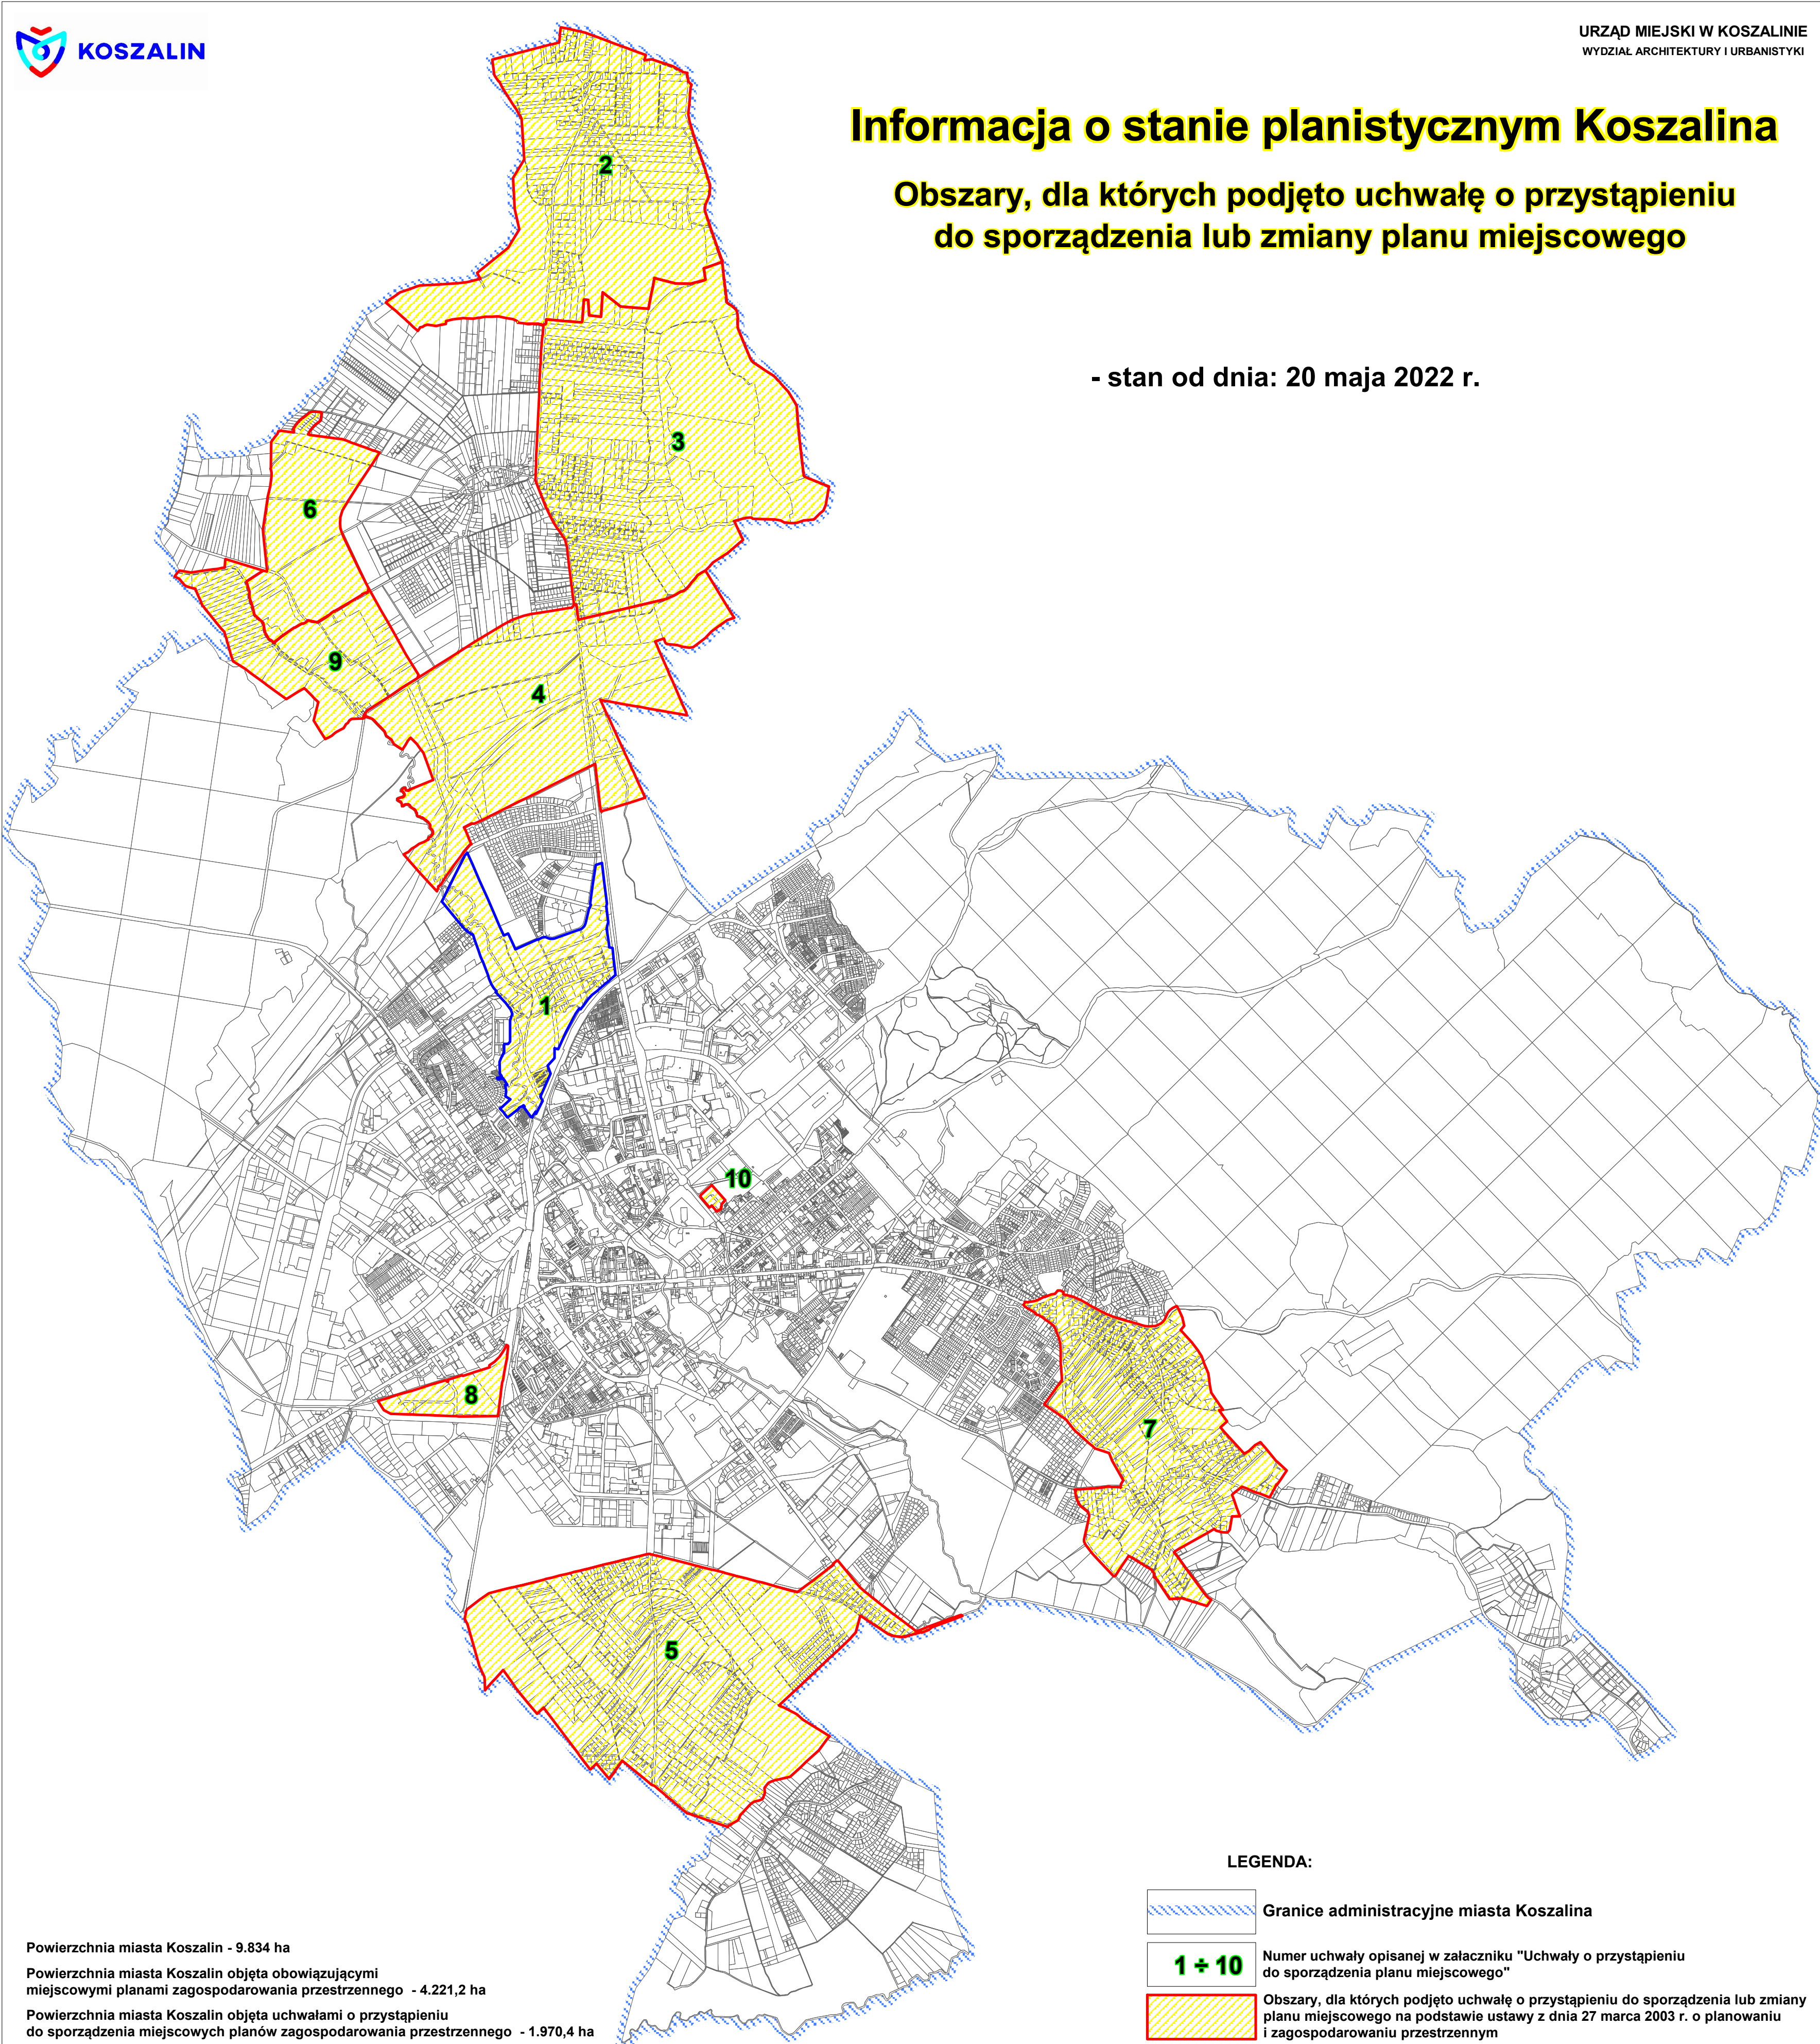 KOSZALIN
URZĄD MIEJSKI W KOSZALINIE
WYDZIAŁ ARCHITEKTURY I URBANISTYKI
Informacja o stanie planistycznym Koszalina
Obszary, dla których podjęto uchwałę o przystąpieniu
do sporządzenia lub zmiany planu miejscowego
- stan od dnia: 20 maja 2022 r.
2
3
6
9
4
1
10
8
7
5
Powierzchnia miasta Koszalin - 9.834 ha
Powierzchnia miasta Koszalin objęta obowiązującymi
miejscowymi planami zagospodarowania przestrzennego - 4.221,2 ha
Powierzchnia miasta Koszalin objęta uchwałami o przystąpieniu
do sporządzenia miejscowych planów zagospodarowania przestrzennego - 1.970,4 ha
LEGENDA:
Granice administracyjne miasta Koszalina
1 ÷ 10
Numer uchwały opisanej w załaczniku "Uchwały o przystąpieniu
do sporządzenia planu miejscowego"
Obszary, dla których podjęto uchwałę o przystąpieniu do sporządzenia lub zmiany
planu miejscowego na podstawie ustawy z dnia 27 marca 2003 r. o planowaniu
i zagospodarowaniu przestrzennym